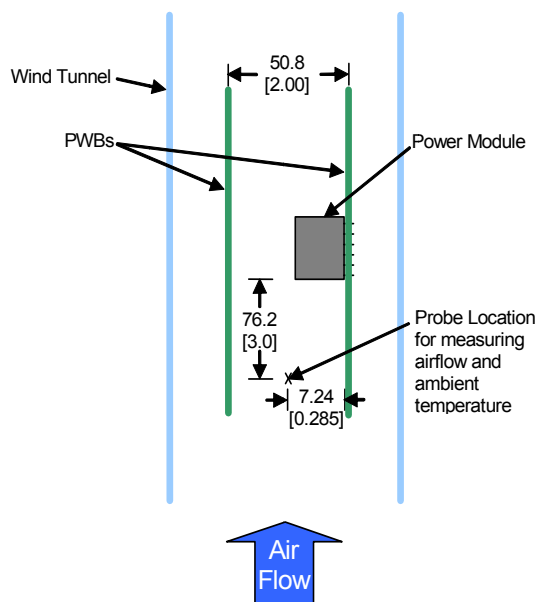 50.8
[2.00]
Wind Tunnel
PWBs
Power Module
76.2
[3.0]
Probe Location
for measuring
airflow and
ambient
temperature
x
7.24
[0.285]
Air
Flow